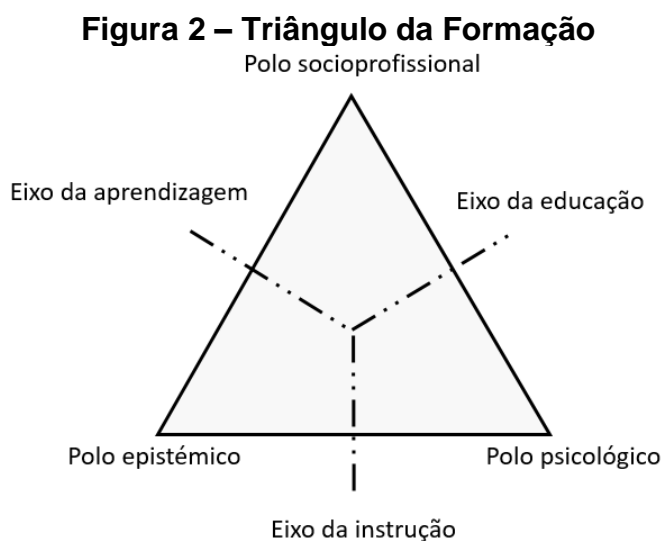 Figura 2 – Triângulo da Formação
Polo socioprofissional
Eixo da aprendizagem
Eixo da educação
Polo epistémico
Polo psicológico
Eixo da instrução